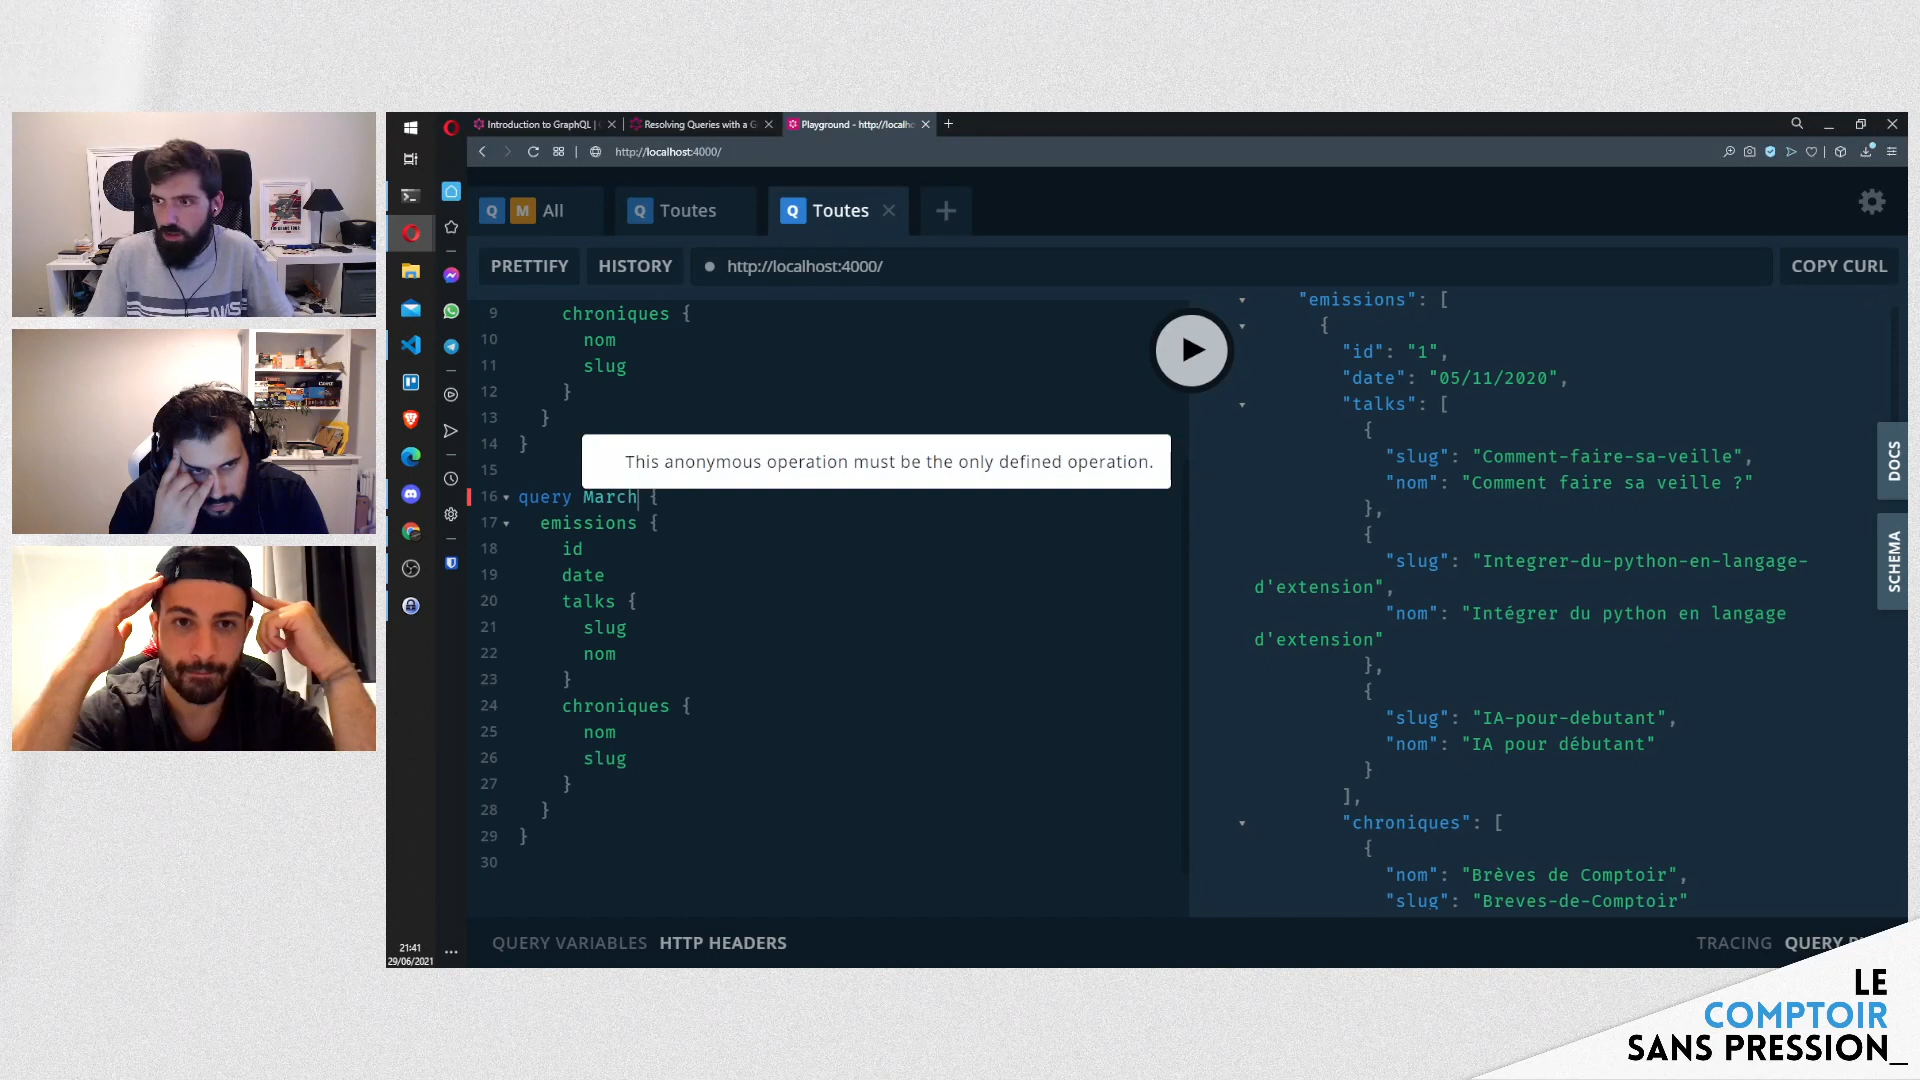 Introduction to GraphQL |
Resolving Queries with a G
Playground - http://localho
http://localhost:4000/
Q M All
Q Toutes
Q Toutes
PRETTIFY
HISTORY
http://localhost:4000/
COPY CURL
9 chroniques {
10 nom
11 slug
12 }
13 }
14 }
This anonymous operation must be the only defined operation.
15
16 query March {
17 emissions {
18 id
19 date
20 talks {
21 slug
22 nom
23 }
24 chroniques {
25 nom
26 slug
27 }
28 }
29 }
30
"emissions": [
{
"id": "1",
"date": "05/11/2020",
"talks": [
{
"slug": "Comment-faire-sa-veille",
"nom": "Comment faire sa veille ?"
},
{
"slug": "Integrer-du-python-en-langage-
d'extension",
"nom": "Intégrer du python en langage
d'extension"
},
{
"slug": "IA-pour-debutant",
"nom": "IA pour débutant"
}
],
"chroniques": [
{
"nom": "Brèves de Comptoir",
"slug": "Breves-de-Comptoir"
DOCS
SCHEMA
QUERY VARIABLES HTTP HEADERS
TRACING QUERY
21:41
29/06/2021
LE
COMPTOIR
SANS PRESSION_